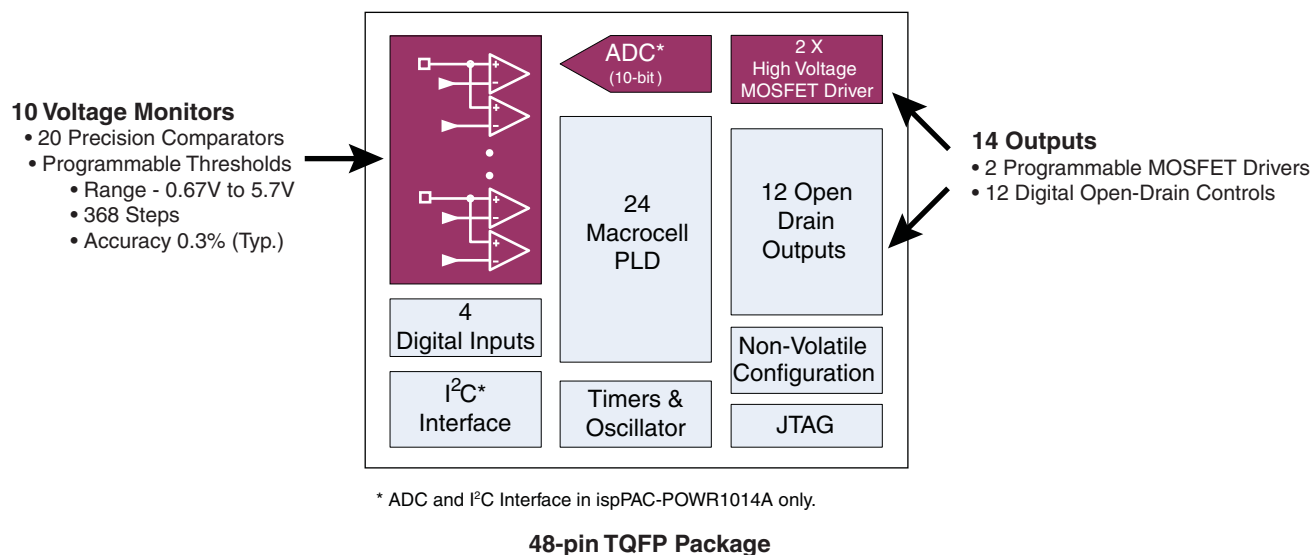 10 Voltage Monitors
• 20 Precision Comparators
• Programmable Thresholds
• Range - 0.67V to 5.7V
• 368 Steps
• Accuracy 0.3% (Typ.)
+
–
+
–
+
–
+
–
4
Digital Inputs
I²C*
Interface
ADC*
(10-bit)
24
Macrocell
PLD
Timers &
Oscillator
2 X
High Voltage
MOSFET Driver
12 Open
Drain
Outputs
Non-Volatile
Configuration
JTAG
14 Outputs
• 2 Programmable MOSFET Drivers
• 12 Digital Open-Drain Controls
* ADC and I²C Interface in ispPAC-POWR1014A only.
48-pin TQFP Package